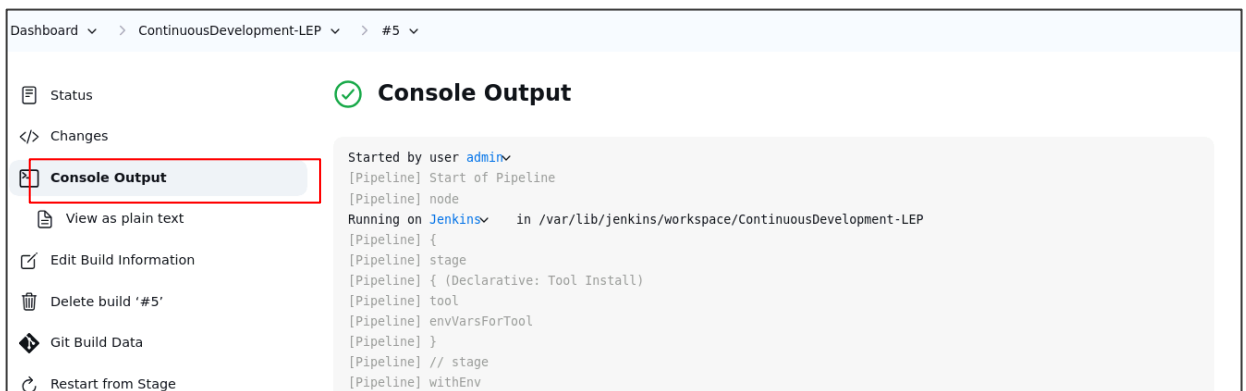 Dashboard > ContinuousDevelopment-LEP > #5
Status
Changes
Console Output
View as plain text
Edit Build Information
Delete build ‘#5’
Git Build Data
Restart from Stage
Console Output
Started by user admin
[Pipeline] Start of Pipeline
[Pipeline] node
Running on Jenkins in /var/lib/jenkins/workspace/ContinuousDevelopment-LEP
[Pipeline] {
[Pipeline] stage
[Pipeline] { (Declarative: Tool Install)
[Pipeline] tool
[Pipeline] envVarsForTool
[Pipeline] }
[Pipeline] // stage
[Pipeline] withEnv